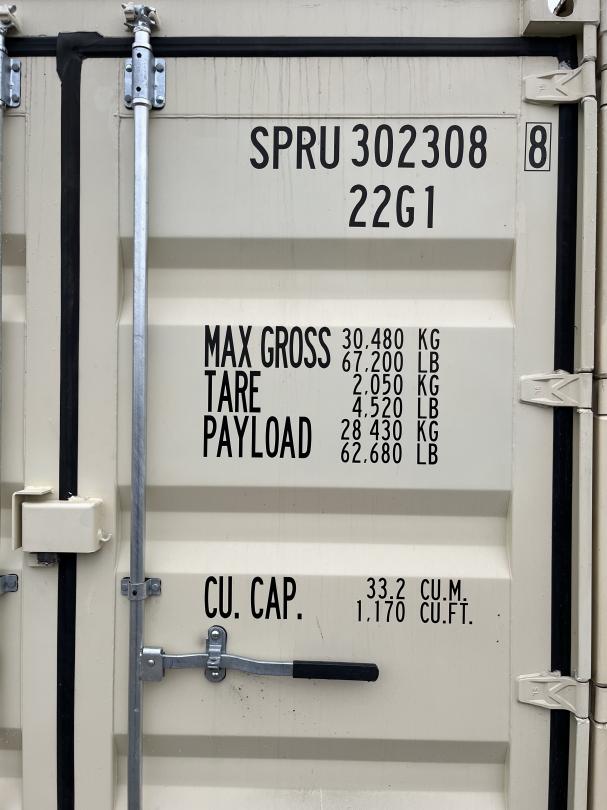 SPRU 302308 8
22G1
MAX GROSS 30,480 KG
67,200 LB
TARE 2,050 KG
4,520 LB
PAYLOAD 28 430 KG
62,680 LB
CU. CAP. 33.2 CU.M.
1,170 CU.FT.